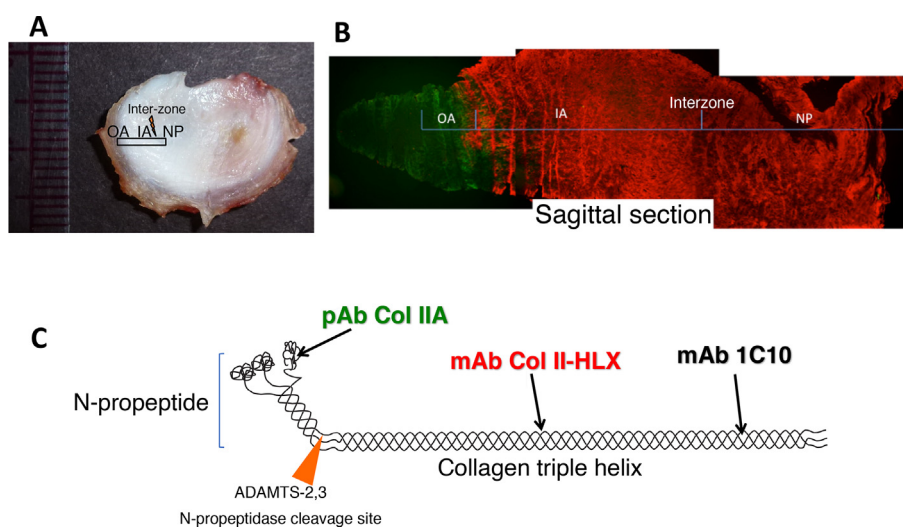 A
Inter-zone
OA IA NP
B
OA
IA
Interzone
NP
Sagittal section
C
pAb Col IIA
mAb Col II-HLX
mAb 1C10
N-propeptide
Collagen triple helix
ADAMTS-2,3
N-propeptidase cleavage site